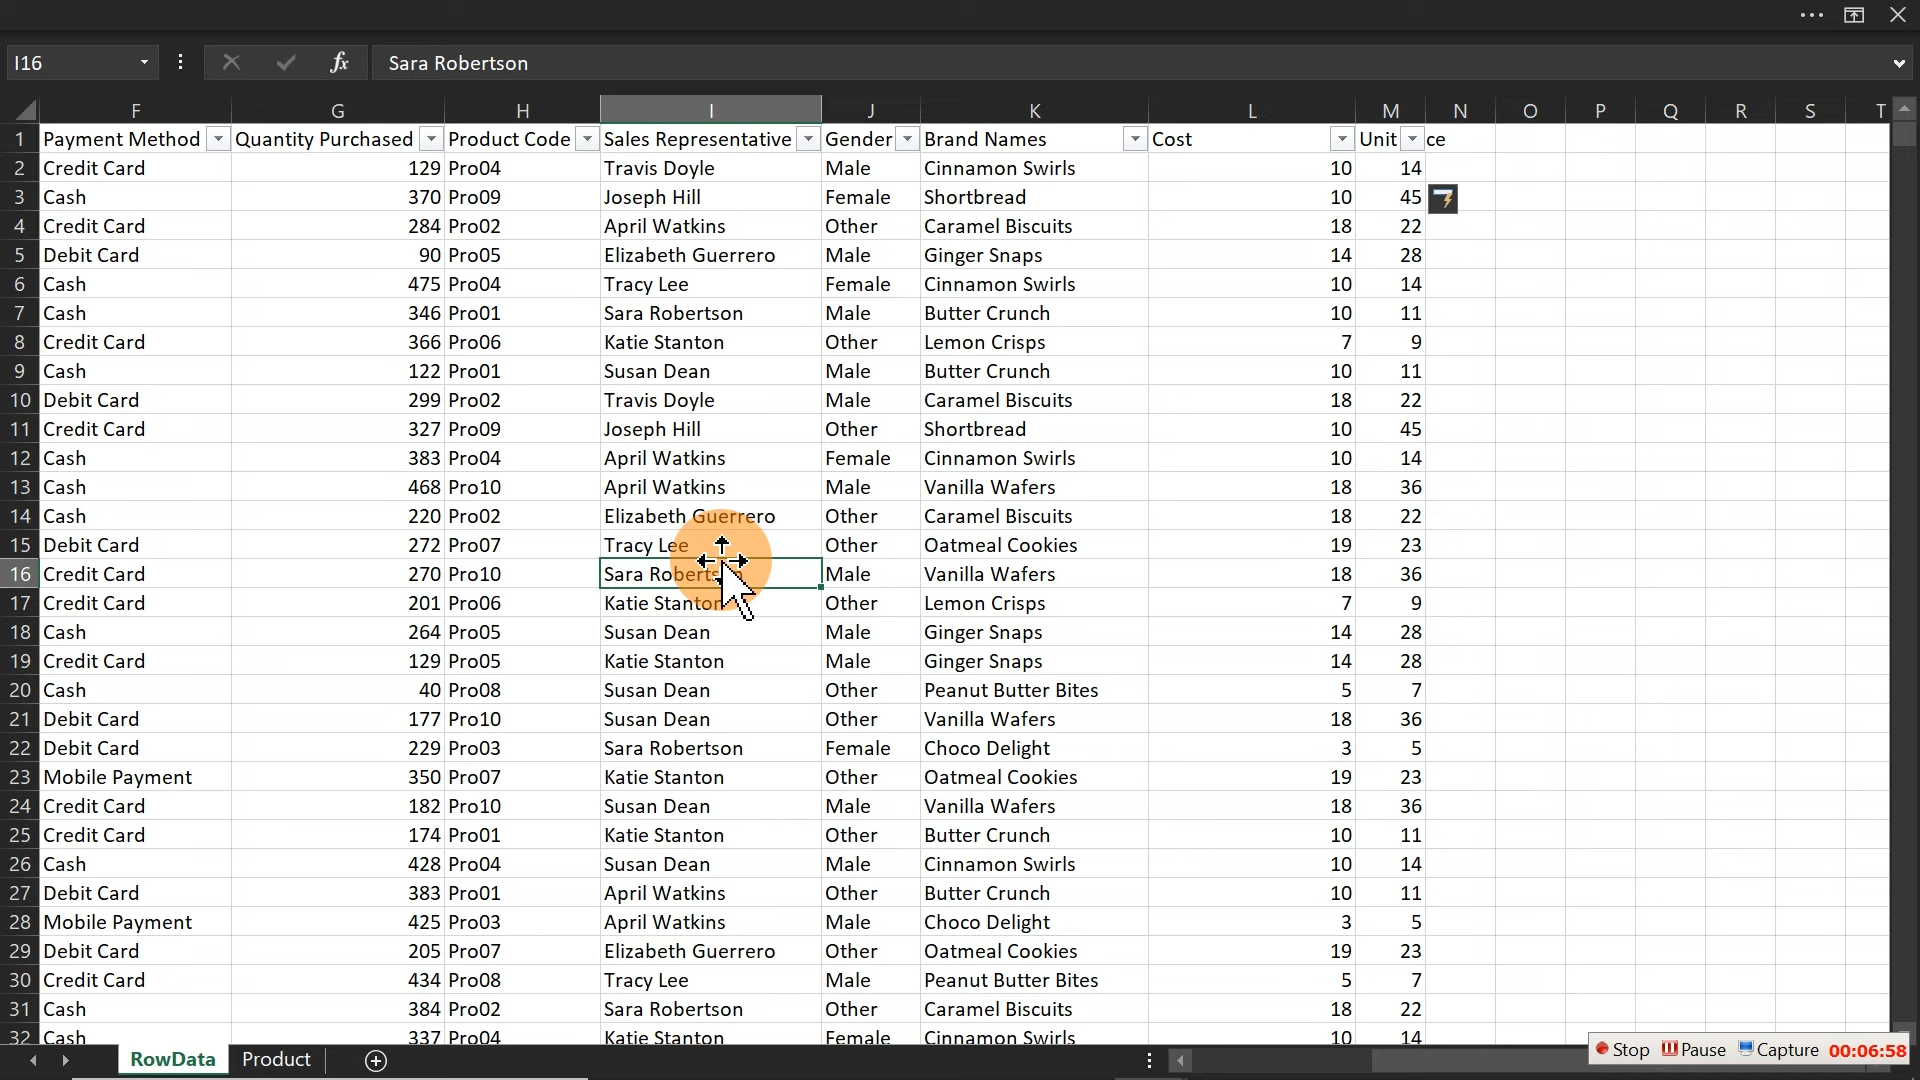 I16 fx Sara Robertson
F G H I J K L M N O P Q R S T
1 Payment Method Quantity Purchased Product Code Sales Representative Gender Brand Names Cost Unit ce
2 Credit Card 129 Pro04 Travis Doyle Male Cinnamon Swirls 10 14
3 Cash 370 Pro09 Joseph Hill Female Shortbread 10 45
4 Credit Card 284 Pro02 April Watkins Other Caramel Biscuits 18 22
5 Debit Card 90 Pro05 Elizabeth Guerrero Male Ginger Snaps 14 28
6 Cash 475 Pro04 Tracy Lee Female Cinnamon Swirls 10 14
7 Cash 346 Pro01 Sara Robertson Male Butter Crunch 10 11
8 Credit Card 366 Pro06 Katie Stanton Other Lemon Crisps 7 9
9 Cash 122 Pro01 Susan Dean Male Butter Crunch 10 11
10 Debit Card 299 Pro02 Travis Doyle Male Caramel Biscuits 18 22
11 Credit Card 327 Pro09 Joseph Hill Other Shortbread 10 45
12 Cash 383 Pro04 April Watkins Female Cinnamon Swirls 10 14
13 Cash 468 Pro10 April Watkins Male Vanilla Wafers 18 36
14 Cash 220 Pro02 Elizabeth Guerrero Other Caramel Biscuits 18 22
15 Debit Card 272 Pro07 Tracy Lee Other Oatmeal Cookies 19 23
16 Credit Card 270 Pro10 Sara Robertson Male Vanilla Wafers 18 36
17 Credit Card 201 Pro06 Katie Stanton Other Lemon Crisps 7 9
18 Cash 264 Pro05 Susan Dean Male Ginger Snaps 14 28
19 Credit Card 129 Pro05 Katie Stanton Male Ginger Snaps 14 28
20 Cash 40 Pro08 Susan Dean Other Peanut Butter Bites 5 7
21 Debit Card 177 Pro10 Susan Dean Other Vanilla Wafers 18 36
22 Debit Card 229 Pro03 Sara Robertson Female Choco Delight 3 5
23 Mobile Payment 350 Pro07 Katie Stanton Other Oatmeal Cookies 19 23
24 Credit Card 182 Pro10 Susan Dean Male Vanilla Wafers 18 36
25 Credit Card 174 Pro01 Katie Stanton Other Butter Crunch 10 11
26 Cash 428 Pro04 Susan Dean Male Cinnamon Swirls 10 14
27 Debit Card 383 Pro01 April Watkins Other Butter Crunch 10 11
28 Mobile Payment 425 Pro03 April Watkins Male Choco Delight 3 5
29 Debit Card 205 Pro07 Elizabeth Guerrero Other Oatmeal Cookies 19 23
30 Credit Card 434 Pro08 Tracy Lee Male Peanut Butter Bites 5 7
31 Cash 384 Pro02 Sara Robertson Other Caramel Biscuits 18 22
32 Cash 337 Pro04 Katie Stanton Female Cinnamon Swirls 10 14
RowData Product
Stop Pause Capture 00:06:58